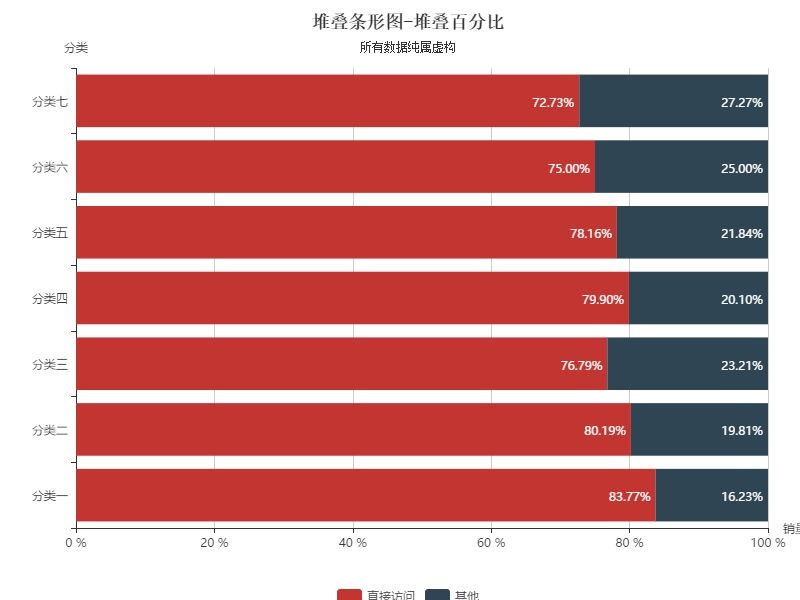 堆叠条形图-堆叠百分比
所有数据纯属虚构
分类
分类七 72.73% 27.27%
分类六 75.00% 25.00%
分类五 78.16% 21.84%
分类四 79.90% 20.10%
分类三 76.79% 23.21%
分类二 80.19% 19.81%
分类一 83.77% 16.23%
销量
0 % 20 % 40 % 60 % 80 % 100 %
直接访问 其他